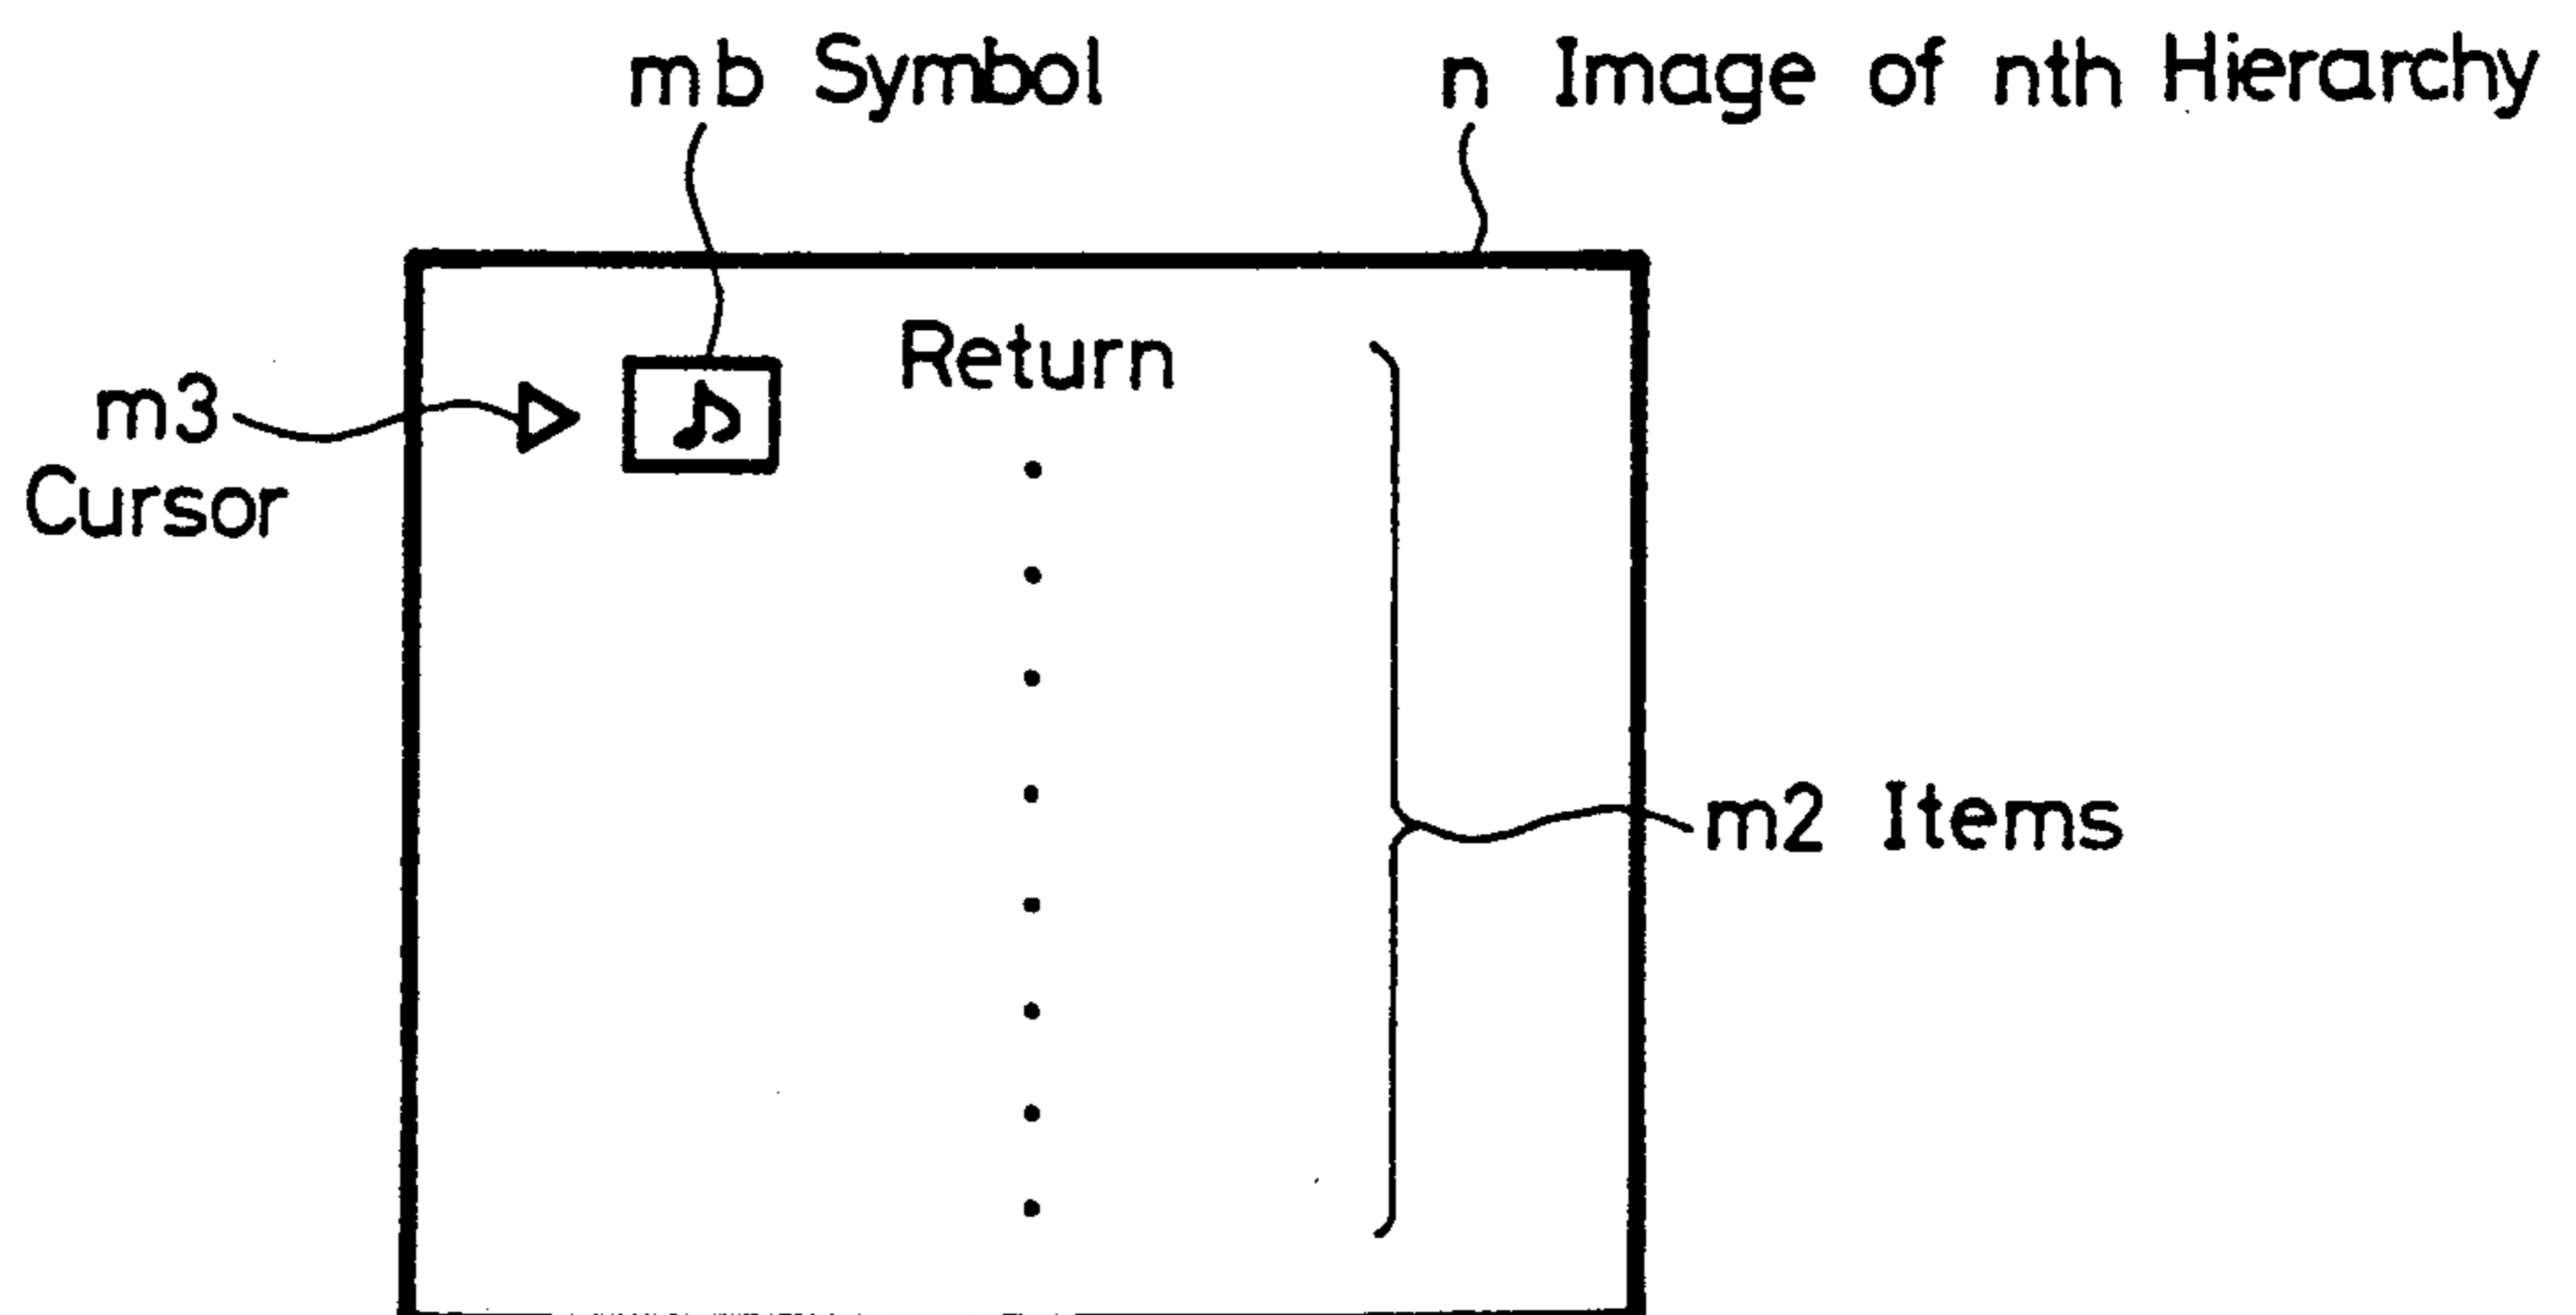 mb Symbol
n Image of nth Hierarchy
Return
m3
Cursor
m2 Items